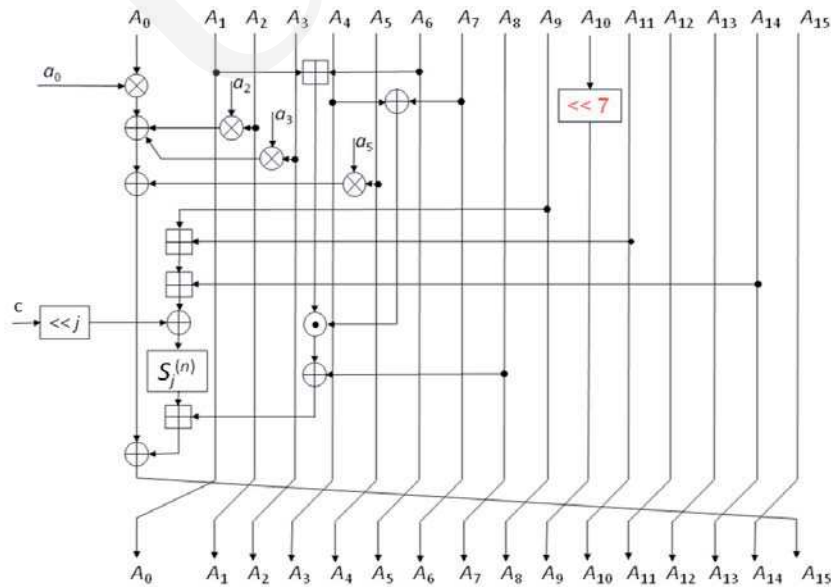 A₀ A₁ A₂ A₃ A₄ A₅ A₆ A₇ A₈ A₉ A₁₀ A₁₁ A₁₂ A₁₃ A₁₄ A₁₅
a₀
a₂
<< 7
a₃
a₅
c
<< j
Sⱼ⁽ⁿ⁾
A₀ A₁ A₂ A₃ A₄ A₅ A₆ A₇ A₈ A₉ A₁₀ A₁₁ A₁₂ A₁₃ A₁₄ A₁₅